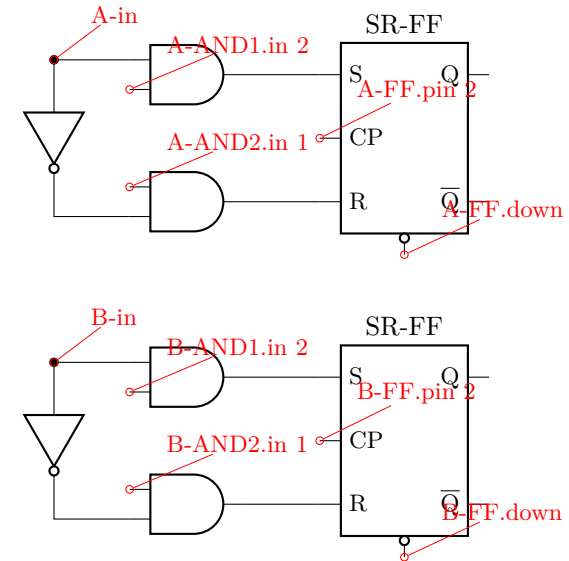 A-in
SR-FF
A-AND1.in 2
S
Q
A-FF.pin 2
CP
A-AND2.in 1
R
Q̅
A-FF.down
B-in
SR-FF
B-AND1.in 2
S
Q
B-FF.pin 2
CP
B-AND2.in 1
R
Q̅
B-FF.down